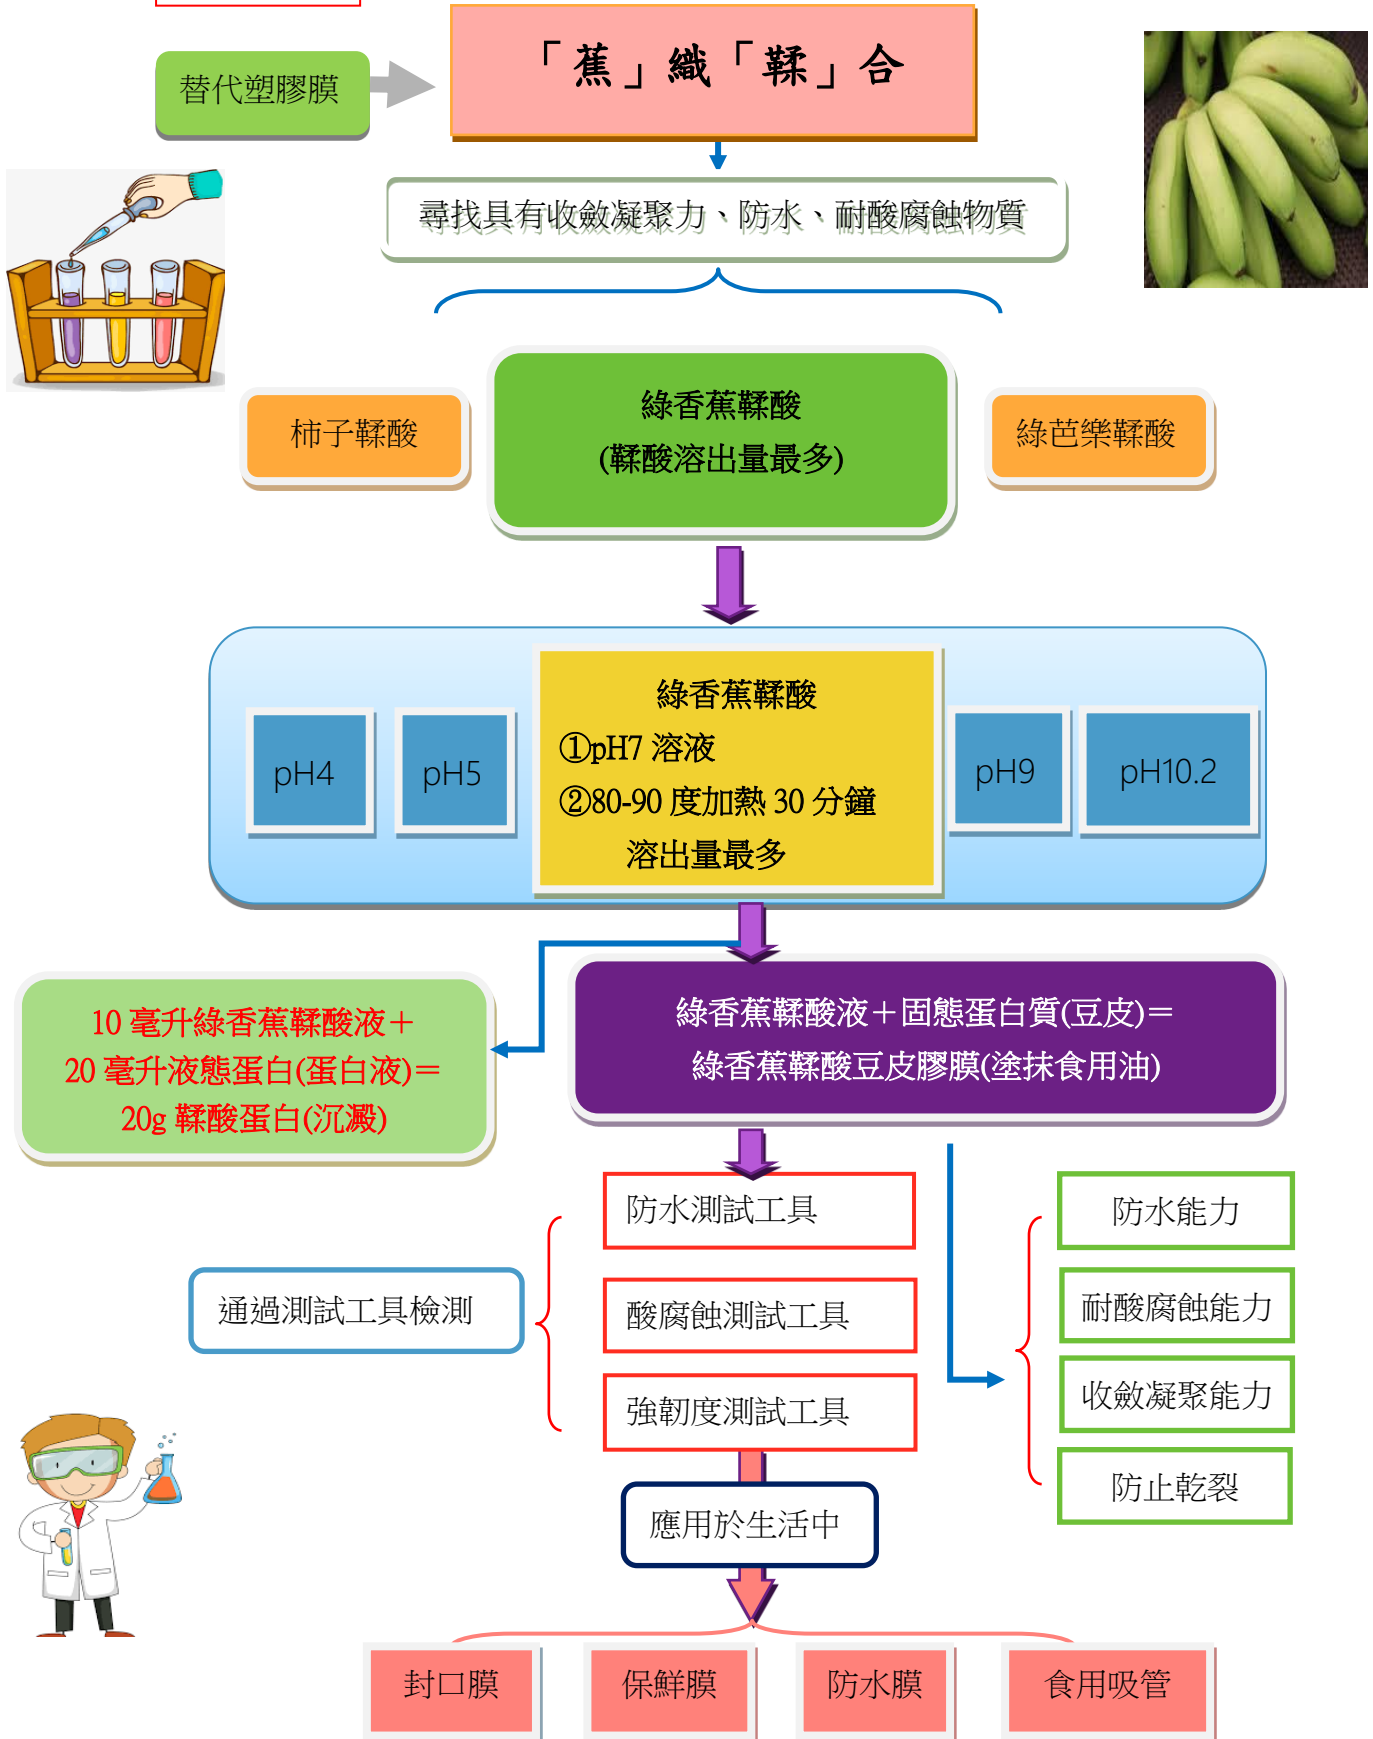 「蕉」織「鞣」合
替代塑膠膜
尋找具有收斂凝聚力、防水、耐酸腐蝕物質
柿子鞣酸
綠香蕉鞣酸
(鞣酸溶出量最多)
綠芭樂鞣酸
pH4
pH5
綠香蕉鞣酸
①pH7 溶液
②80-90 度加熱 30 分鐘
溶出量最多
pH9
pH10.2
10 毫升綠香蕉鞣酸液＋
20 毫升液態蛋白(蛋白液)＝
20g 鞣酸蛋白(沉澱)
綠香蕉鞣酸液＋固態蛋白質(豆皮)＝
綠香蕉鞣酸豆皮膠膜(塗抹食用油)
通過測試工具檢測
防水測試工具
酸腐蝕測試工具
強韌度測試工具
防水能力
耐酸腐蝕能力
收斂凝聚能力
防止乾裂
應用於生活中
封口膜
保鮮膜
防水膜
食用吸管